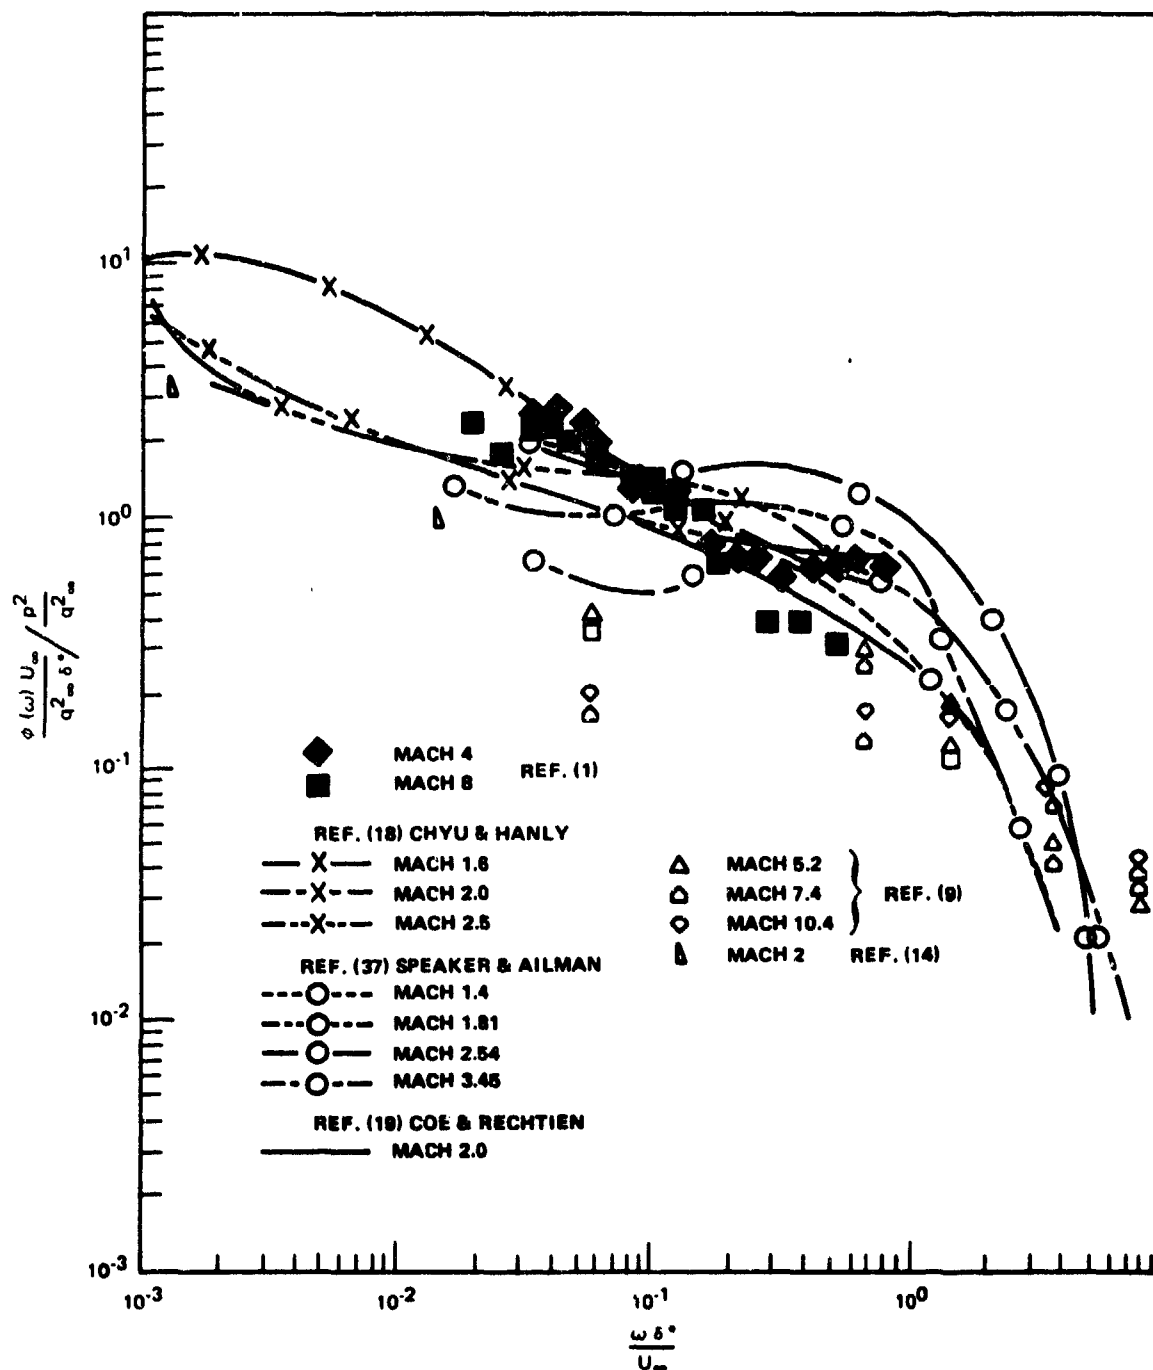 10¹
10⁰
10⁻¹
10⁻²
10⁻³
φ (ω) U∞ / q²∞ δ* / p² / q²∞
MACH 4
MACH 8
REF. (1)
REF. (18) CHYU & HANLY
MACH 1.6
MACH 2.0
MACH 2.5
REF. (37) SPEAKER & AILMAN
MACH 1.4
MACH 1.81
MACH 2.54
MACH 3.45
REF. (19) COE & RECHTIEN
MACH 2.0
MACH 5.2
MACH 7.4
MACH 10.4
REF. (9)
MACH 2 REF. (14)
10⁻³ 10⁻² 10⁻¹ 10⁰
ω δ*
U∞